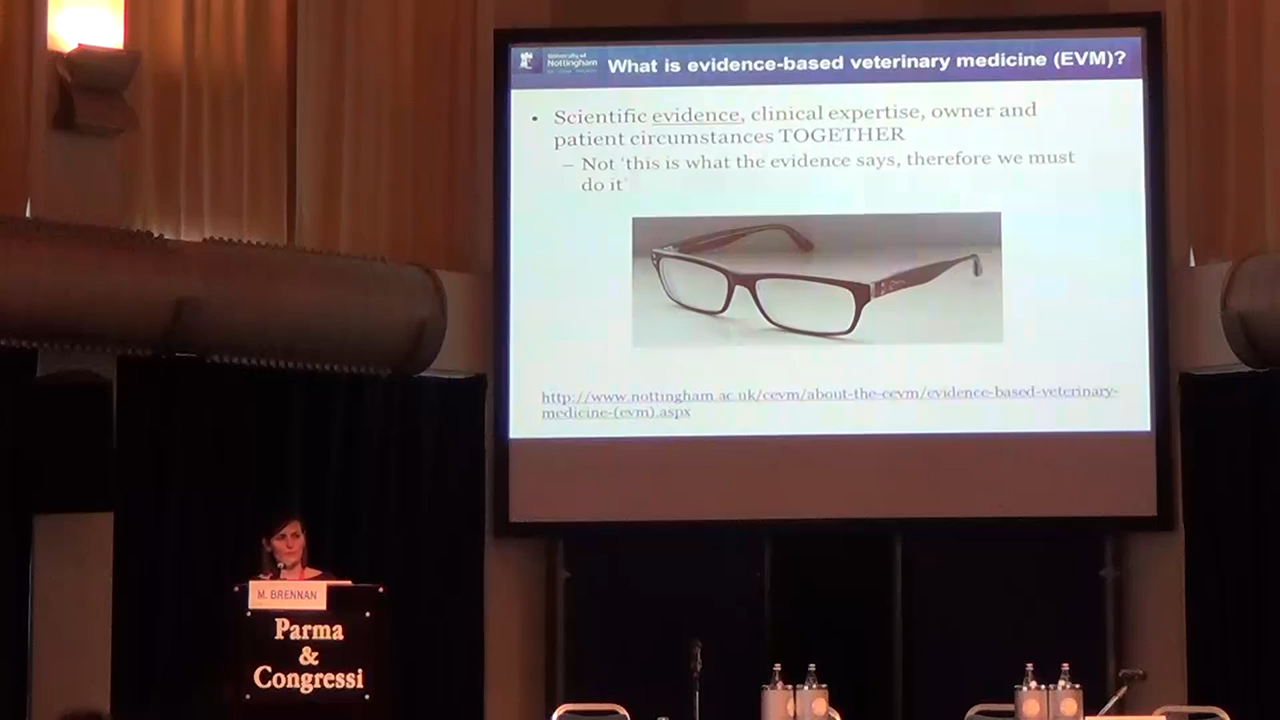 University of
Nottingham
What is evidence-based veterinary medicine (EVM)?
• Scientific evidence, clinical expertise, owner and
patient circumstances TOGETHER
– Not 'this is what the evidence says, therefore we must
do it'
http://www.nottingham.ac.uk/cevm/about-the-cevm/evidence-based-veterinary-
medicine-(evm).aspx
M. BRENNAN
Parma
&
Congressi